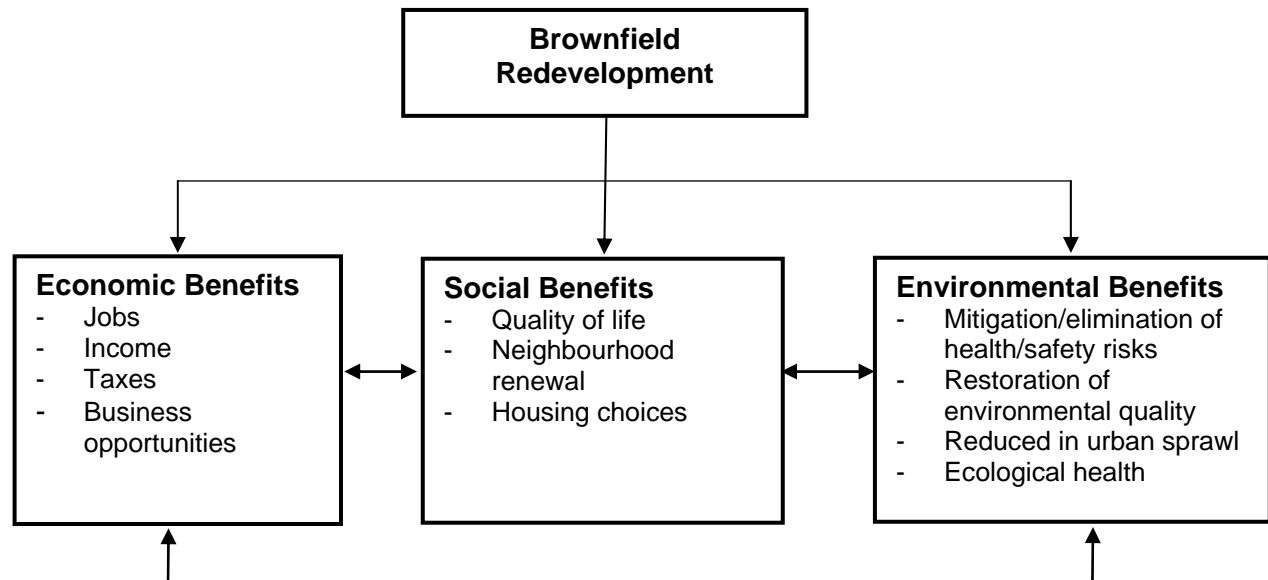 Brownfield
Redevelopment
Economic Benefits
- Jobs
- Income
- Taxes
- Business
opportunities
Social Benefits
- Quality of life
- Neighbourhood
renewal
- Housing choices
Environmental Benefits
- Mitigation/elimination of
health/safety risks
- Restoration of
environmental quality
- Reduced in urban sprawl
- Ecological health